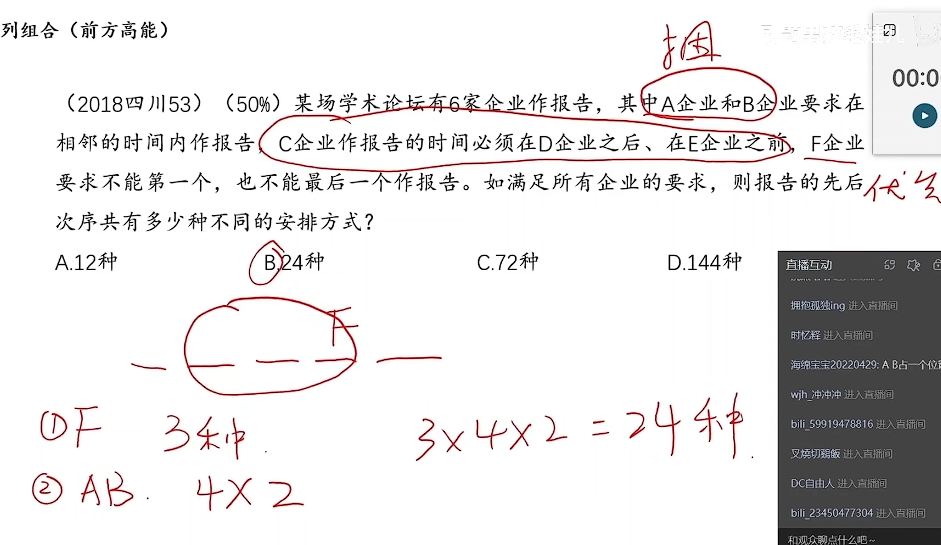 列组合（前方高能）
捆
00:0
（2018四川53）（50%）某场学术论坛有6家企业作报告，其中A企业和B企业要求在
相邻的时间内作报告，C企业作报告的时间必须在D企业之后、在E企业之前，F企业
要求不能第一个，也不能最后一个作报告。如满足所有企业的要求，则报告的先后
次序共有多少种不同的安排方式？
A.12种 B.24种 C.72种 D.144种
F
①F 3种.
3×4×2=24种.
②AB. 4×2
直播互动
拥抱孤独ing 进入直播间
时忆释 进入直播间
海绵宝宝20220429: A B占一个位
wjh_冲冲冲 进入直播间
bili_59919478816 进入直播间
叉燒切鷄飯 进入直播间
DC自由人 进入直播间
bili_23450477304 进入直播间
和观众聊点什么吧~